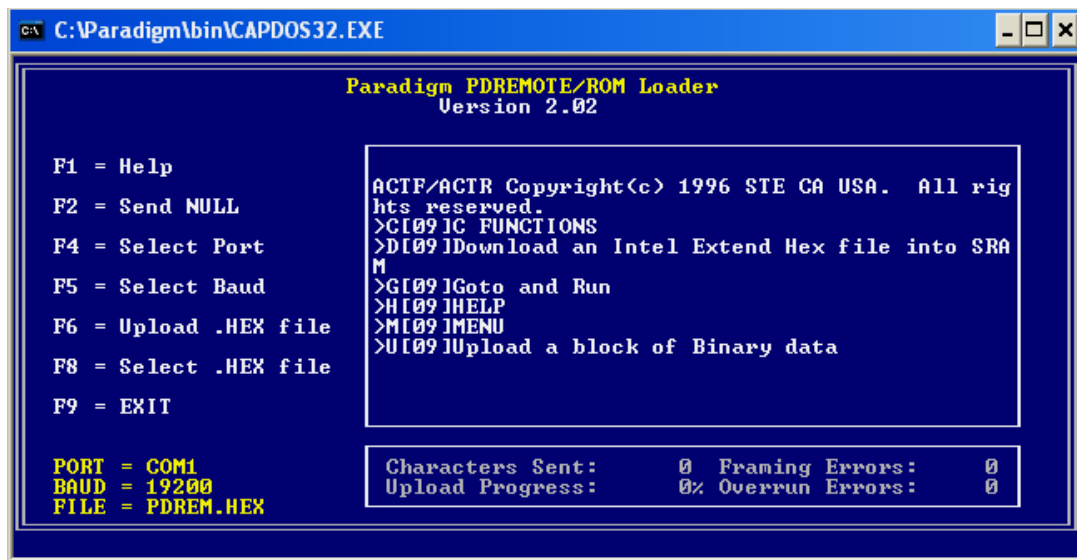 C:\Paradigm\bin\CAPDOS32.EXE
Paradigm PDREMOTE/ROM Loader
Version 2.02
F1 = Help
F2 = Send NULL
F4 = Select Port
F5 = Select Baud
F6 = Upload .HEX file
F8 = Select .HEX file
F9 = EXIT
ACTF/ACTR Copyright(c) 1996 STE CA USA.  All rig
hts reserved.
>C[09]C FUNCTIONS
>D[09]Download an Intel Extend Hex file into SRA
M
>G[09]Goto and Run
>H[09]HELP
>M[09]MENU
>U[09]Upload a block of Binary data
PORT = COM1
BAUD = 19200
FILE = PDREM.HEX
Characters Sent: 0 Framing Errors: 0
Upload Progress: 0% Overrun Errors: 0